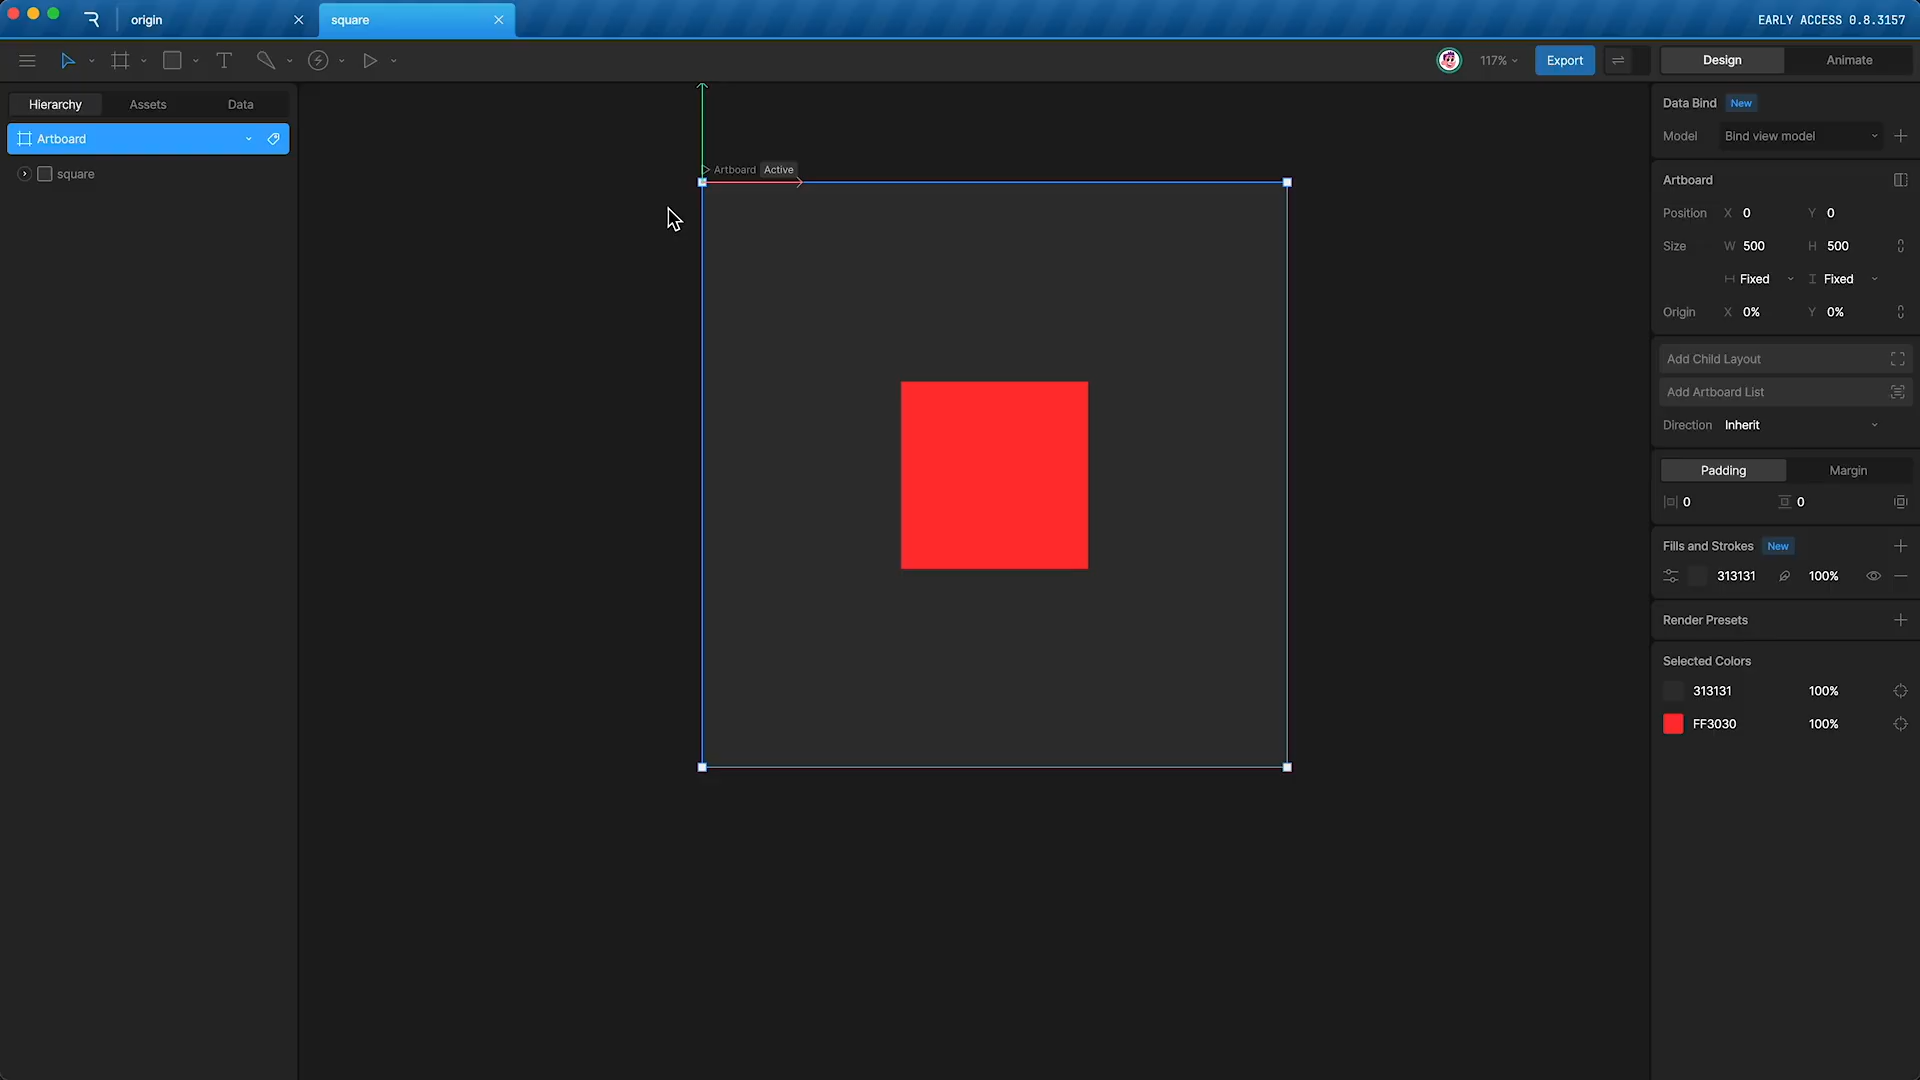 origin
square
EARLY ACCESS 0.8.3157
117%
Export
Design
Animate
Hierarchy
Assets
Data
Artboard
square
Artboard Active
Data Bind New
Model Bind view model
Artboard
Position X 0 Y 0
Size W 500 H 500
Fixed Fixed
Origin X 0% Y 0%
Add Child Layout
Add Artboard List
Direction Inherit
Padding Margin
0 0
Fills and Strokes New
313131 100%
Render Presets
Selected Colors
313131 100%
FF3030 100%